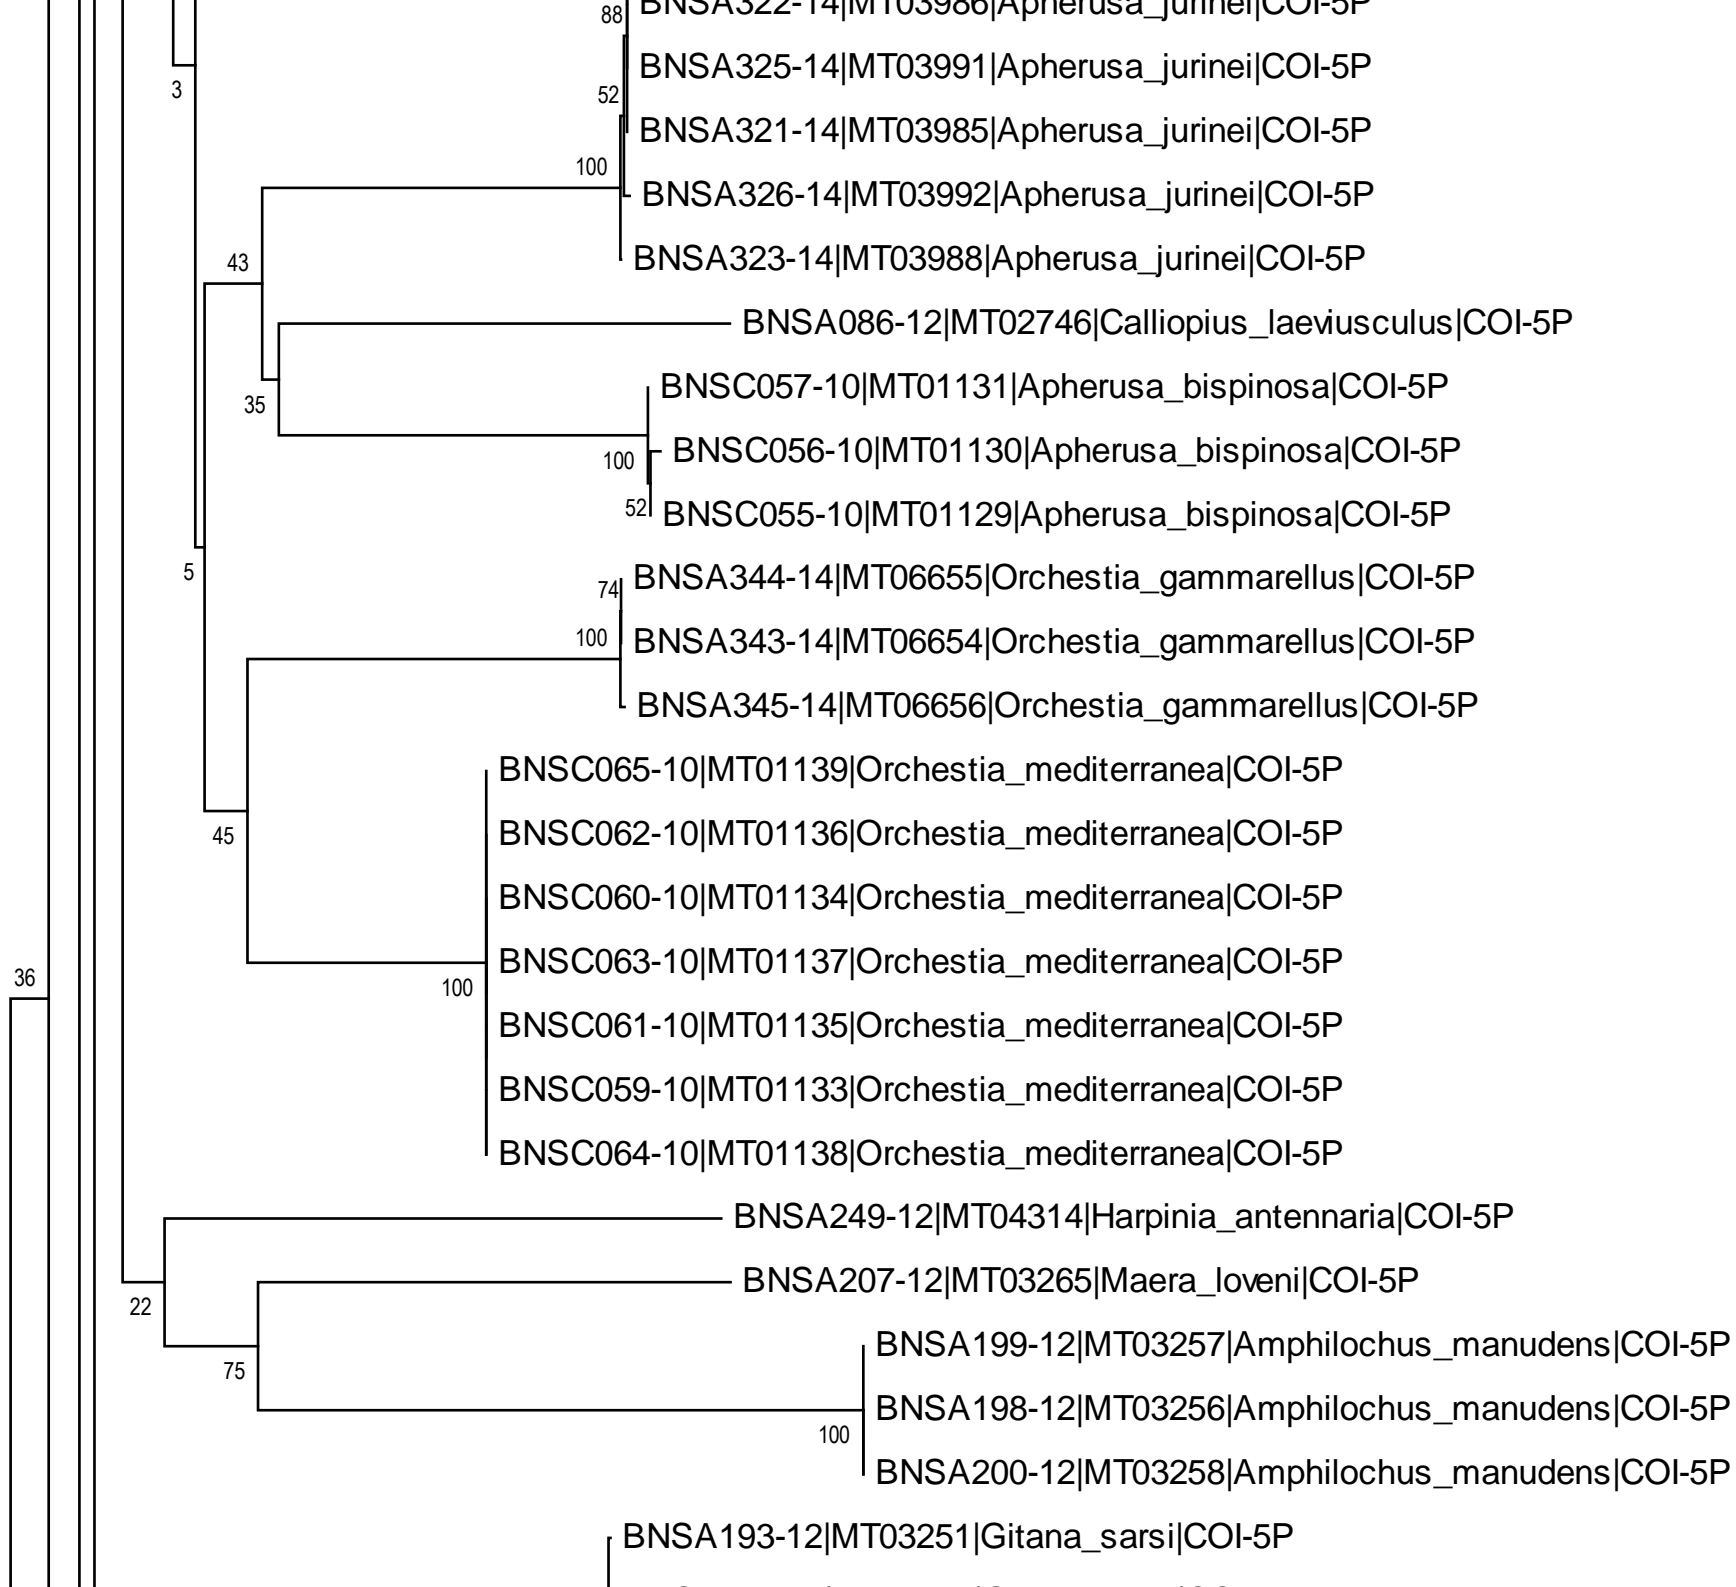 88
BNSA322-14|MT03986|Apherusa_jurinei|COI-5P
BNSA325-14|MT03991|Apherusa_jurinei|COI-5P
3
52
BNSA321-14|MT03985|Apherusa_jurinei|COI-5P
100
BNSA326-14|MT03992|Apherusa_jurinei|COI-5P
43
BNSA323-14|MT03988|Apherusa_jurinei|COI-5P
BNSA086-12|MT02746|Calliopius_laeviusculus|COI-5P
35
BNSC057-10|MT01131|Apherusa_bispinosa|COI-5P
100
BNSC056-10|MT01130|Apherusa_bispinosa|COI-5P
52
BNSC055-10|MT01129|Apherusa_bispinosa|COI-5P
5
74
BNSA344-14|MT06655|Orchestia_gammarellus|COI-5P
100
BNSA343-14|MT06654|Orchestia_gammarellus|COI-5P
BNSA345-14|MT06656|Orchestia_gammarellus|COI-5P
BNSC065-10|MT01139|Orchestia_mediterranea|COI-5P
45
BNSC062-10|MT01136|Orchestia_mediterranea|COI-5P
BNSC060-10|MT01134|Orchestia_mediterranea|COI-5P
36
100
BNSC063-10|MT01137|Orchestia_mediterranea|COI-5P
BNSC061-10|MT01135|Orchestia_mediterranea|COI-5P
BNSC059-10|MT01133|Orchestia_mediterranea|COI-5P
BNSC064-10|MT01138|Orchestia_mediterranea|COI-5P
BNSA249-12|MT04314|Harpinia_antennaria|COI-5P
22
BNSA207-12|MT03265|Maera_loveni|COI-5P
75
BNSA199-12|MT03257|Amphilochus_manudens|COI-5P
100
BNSA198-12|MT03256|Amphilochus_manudens|COI-5P
BNSA200-12|MT03258|Amphilochus_manudens|COI-5P
BNSA193-12|MT03251|Gitana_sarsi|COI-5P